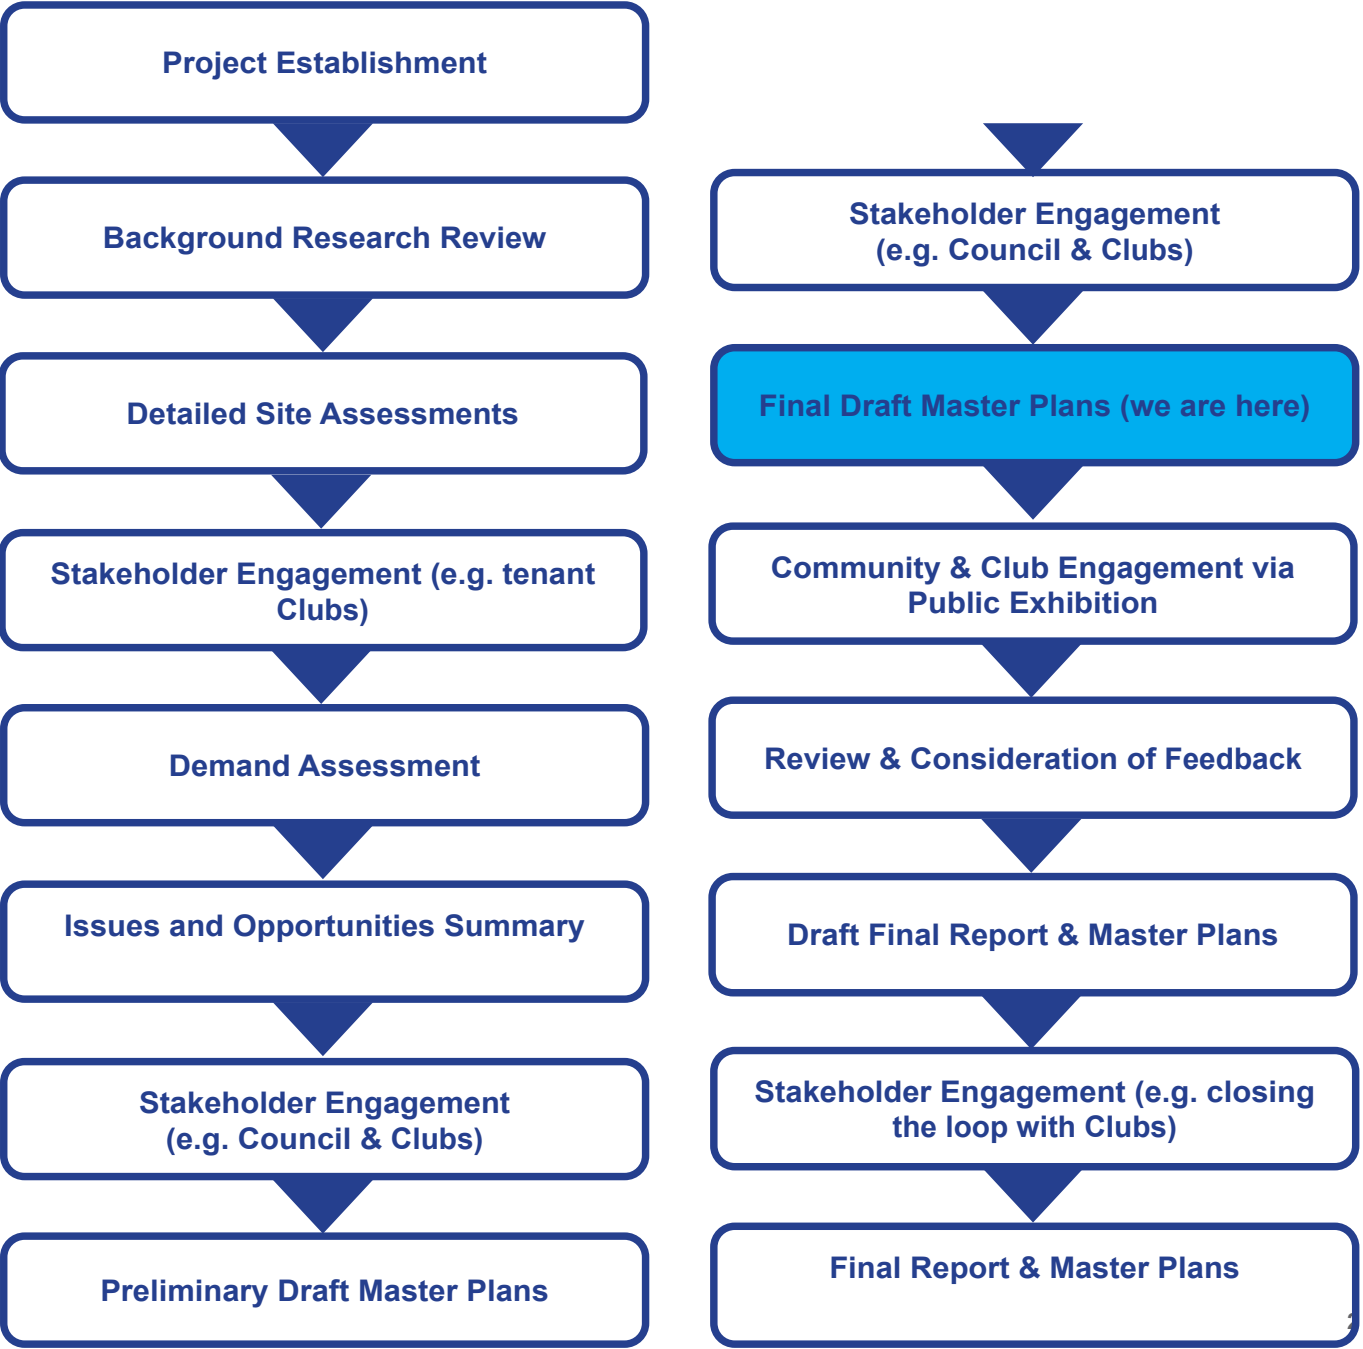 Project Establishment
Background Research Review
Detailed Site Assessments
Stakeholder Engagement (e.g. tenant
Clubs)
Demand Assessment
Issues and Opportunities Summary
Stakeholder Engagement
(e.g. Council & Clubs)
Preliminary Draft Master Plans
Stakeholder Engagement
(e.g. Council & Clubs)
Final Draft Master Plans (we are here)
Community & Club Engagement via
Public Exhibition
Review & Consideration of Feedback
Draft Final Report & Master Plans
Stakeholder Engagement (e.g. closing
the loop with Clubs)
Final Report & Master Plans